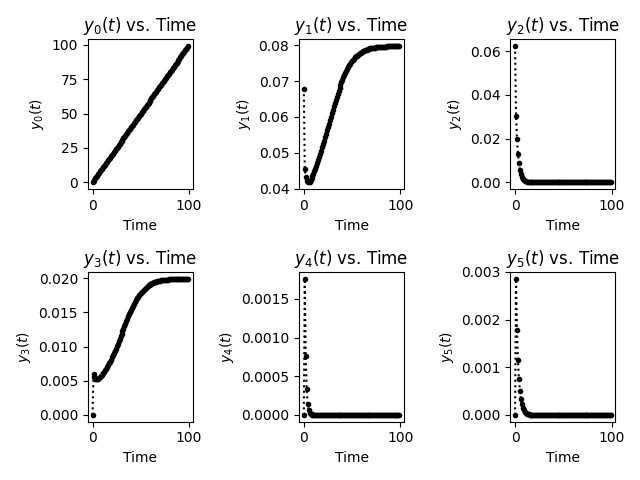 y₀(t) vs. Time
y₁(t) vs. Time
y₂(t) vs. Time
100
75
50
25
0
y₀(t)
0 100
Time
0.08
0.07
0.06
0.05
0.04
y₁(t)
0 100
Time
0.06
0.04
0.02
0.00
y₂(t)
0 100
Time
y₃(t) vs. Time
y₄(t) vs. Time
y₅(t) vs. Time
0.020
0.015
0.010
0.005
0.000
y₃(t)
0 100
Time
0.0015
0.0010
0.0005
0.0000
y₄(t)
0 100
Time
0.003
0.002
0.001
0.000
y₅(t)
0 100
Time